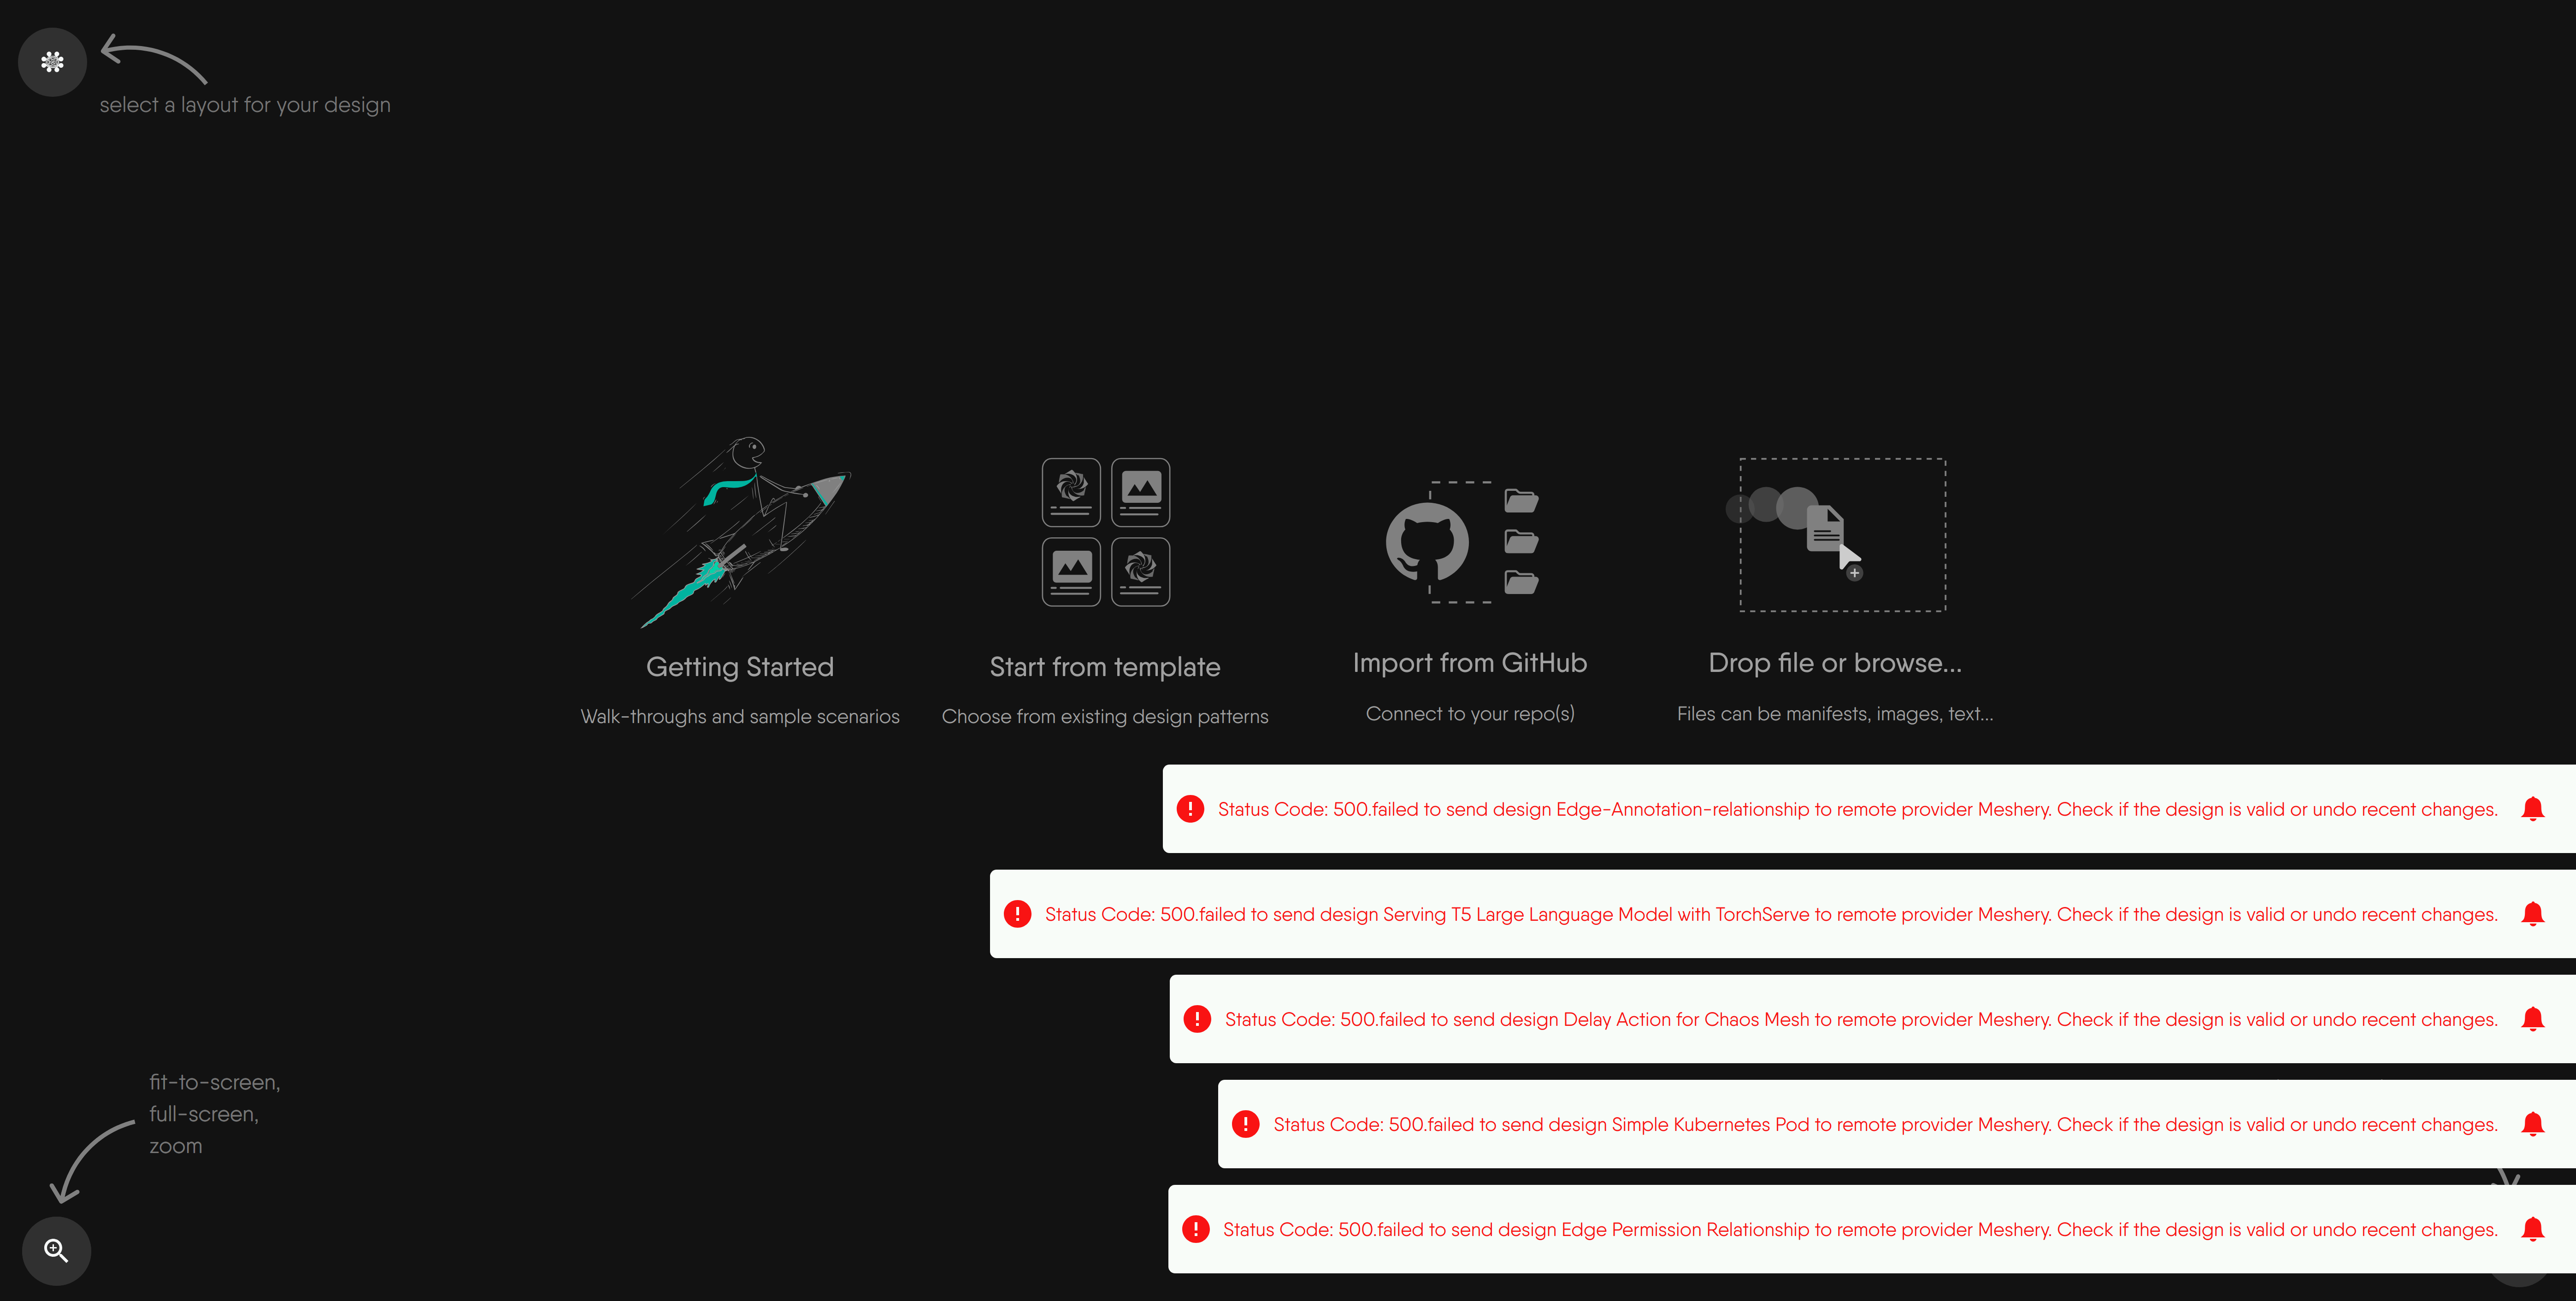 select a layout for your design
Getting Started
Walk-throughs and sample scenarios
Start from template
Choose from existing design patterns
Import from GitHub
Connect to your repo(s)
Drop file or browse...
Files can be manifests, images, text...
Status Code: 500.failed to send design Edge-Annotation-relationship to remote provider Meshery. Check if the design is valid or undo recent changes.
Status Code: 500.failed to send design Serving T5 Large Language Model with TorchServe to remote provider Meshery. Check if the design is valid or undo recent changes.
Status Code: 500.failed to send design Delay Action for Chaos Mesh to remote provider Meshery. Check if the design is valid or undo recent changes.
Status Code: 500.failed to send design Simple Kubernetes Pod to remote provider Meshery. Check if the design is valid or undo recent changes.
Status Code: 500.failed to send design Edge Permission Relationship to remote provider Meshery. Check if the design is valid or undo recent changes.
fit-to-screen,
full-screen,
zoom